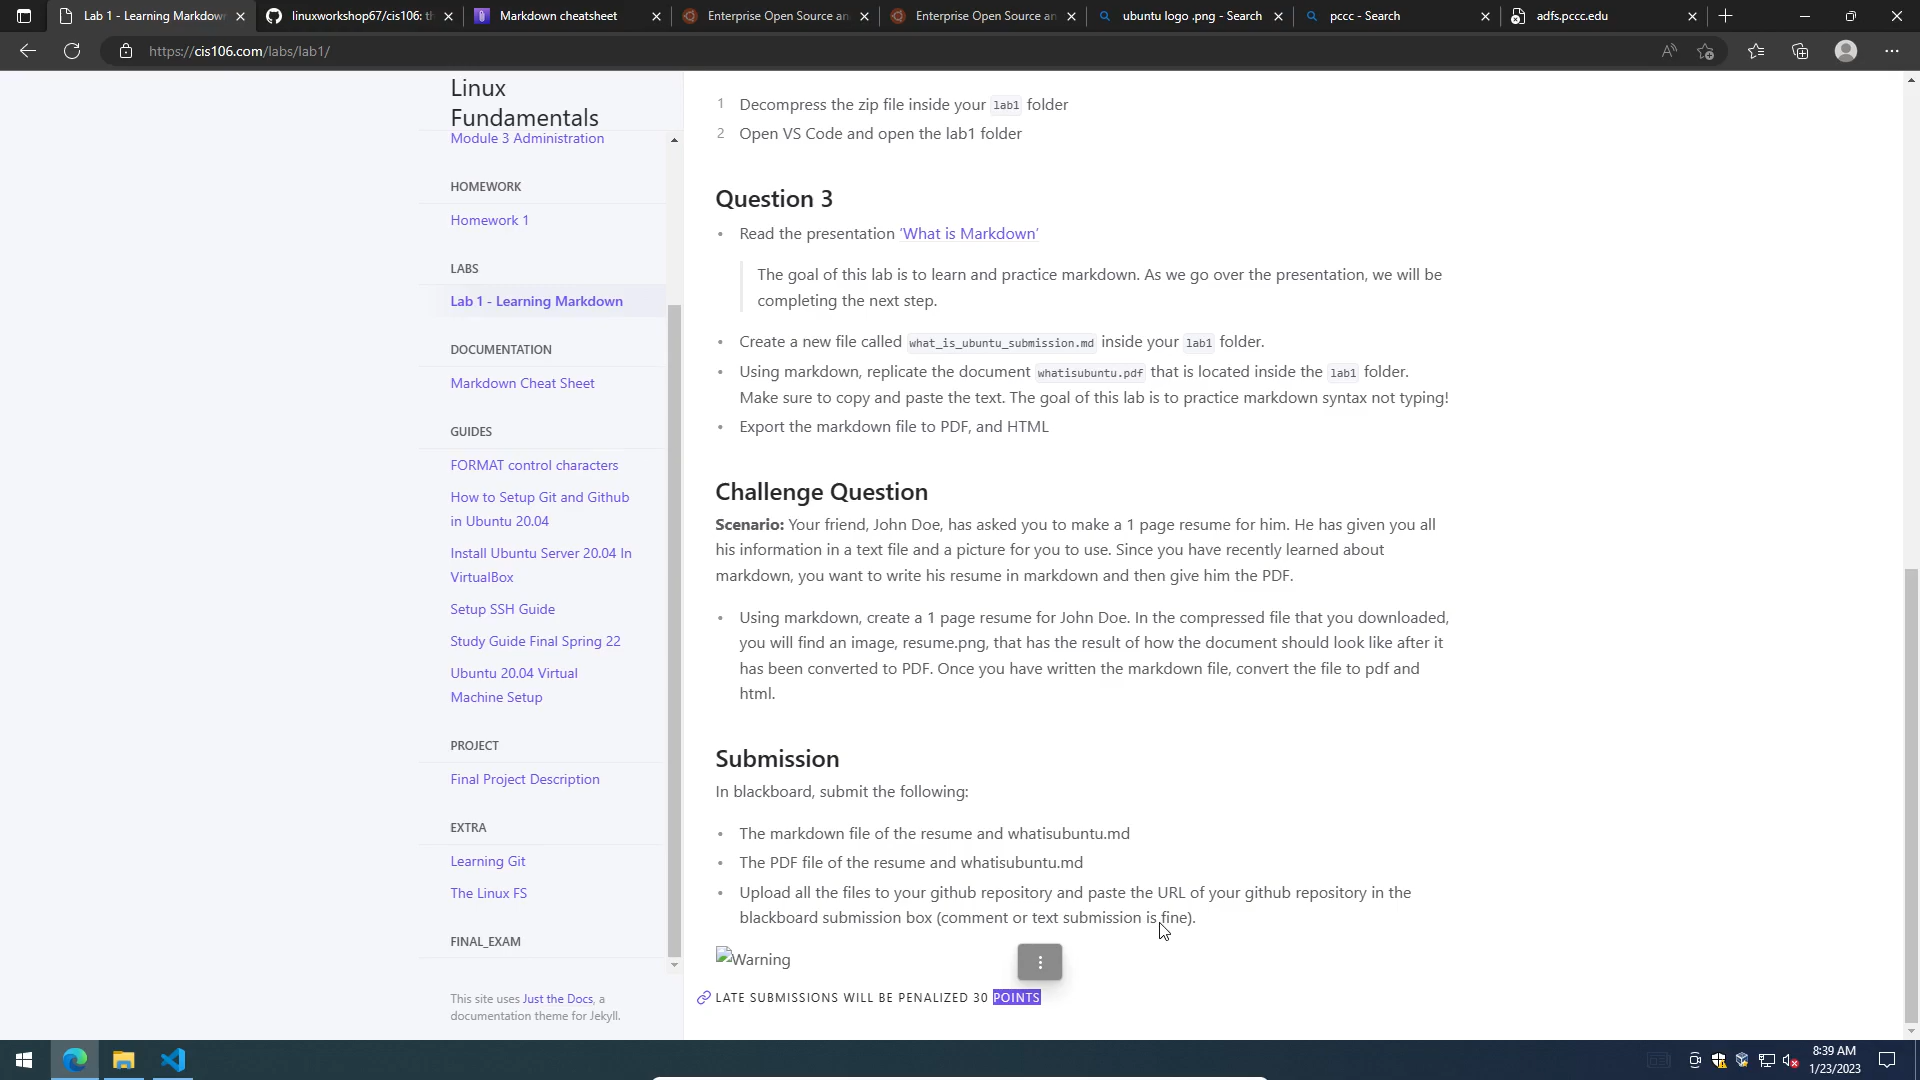 Lab 1 - Learning Markdown
linuxworkshop67/cis106: th
Markdown cheatsheet
Enterprise Open Source an
Enterprise Open Source an
ubuntu logo .png - Search
pccc - Search
adfs.pccc.edu
https://cis106.com/labs/lab1/
Linux
Fundamentals
Module 3 Administration
HOMEWORK
Homework 1
LABS
Lab 1 - Learning Markdown
DOCUMENTATION
Markdown Cheat Sheet
GUIDES
FORMAT control characters
How to Setup Git and Github
in Ubuntu 20.04
Install Ubuntu Server 20.04 In
VirtualBox
Setup SSH Guide
Study Guide Final Spring 22
Ubuntu 20.04 Virtual
Machine Setup
PROJECT
Final Project Description
EXTRA
Learning Git
The Linux FS
FINAL_EXAM
This site uses Just the Docs, a
documentation theme for Jekyll.
1 Decompress the zip file inside your lab1 folder
2 Open VS Code and open the lab1 folder
Question 3
• Read the presentation ‘What is Markdown’
The goal of this lab is to learn and practice markdown. As we go over the presentation, we will be
completing the next step.
• Create a new file called what_is_ubuntu_submission.md inside your lab1 folder.
• Using markdown, replicate the document whatisubuntu.pdf that is located inside the lab1 folder.
Make sure to copy and paste the text. The goal of this lab is to practice markdown syntax not typing!
• Export the markdown file to PDF, and HTML
Challenge Question
Scenario: Your friend, John Doe, has asked you to make a 1 page resume for him. He has given you all
his information in a text file and a picture for you to use. Since you have recently learned about
markdown, you want to write his resume in markdown and then give him the PDF.
• Using markdown, create a 1 page resume for John Doe. In the compressed file that you downloaded,
you will find an image, resume.png, that has the result of how the document should look like after it
has been converted to PDF. Once you have written the markdown file, convert the file to pdf and
html.
Submission
In blackboard, submit the following:
• The markdown file of the resume and whatisubuntu.md
• The PDF file of the resume and whatisubuntu.md
• Upload all the files to your github repository and paste the URL of your github repository in the
blackboard submission box (comment or text submission is fine).
Warning
LATE SUBMISSIONS WILL BE PENALIZED 30 POINTS
8:39 AM
1/23/2023